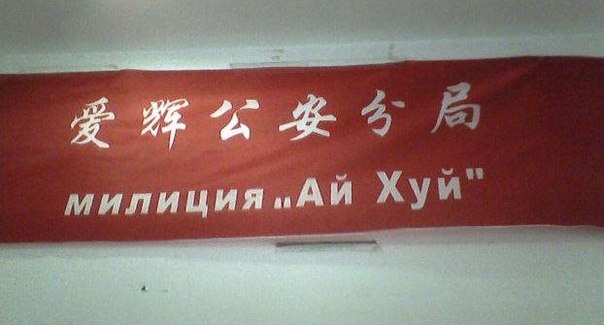 爱辉公安分局
милиция „Ай Хуй"